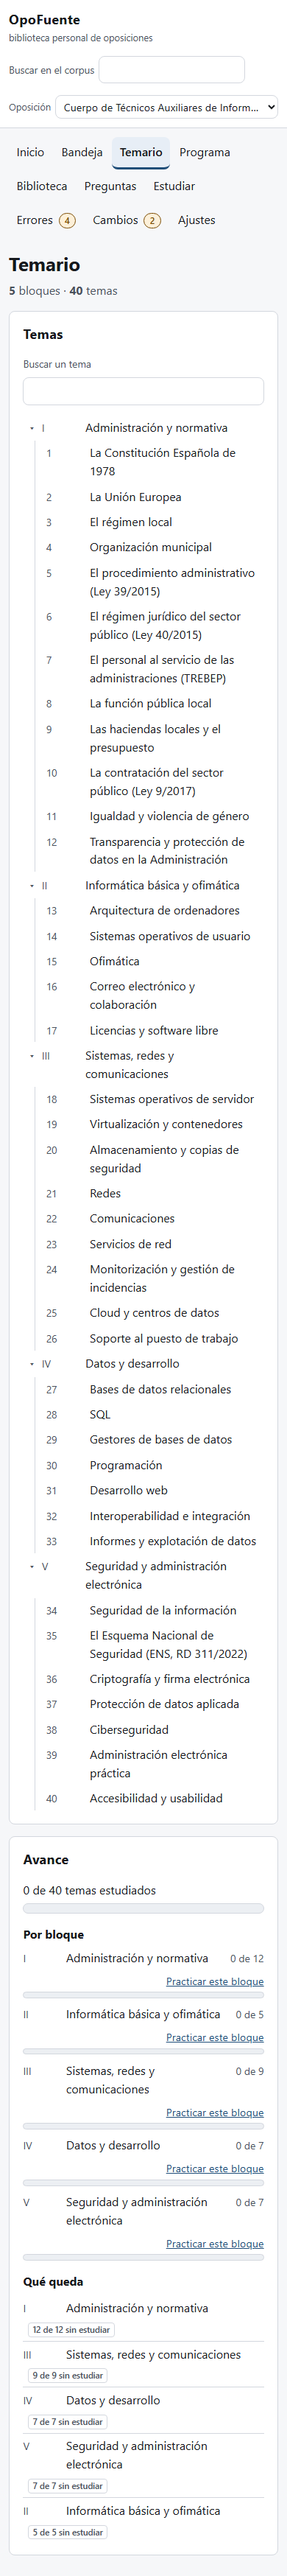 OpoFuente
biblioteca personal de oposiciones
Buscar en el corpus
Oposición Cuerpo de Técnicos Auxiliares de Inform...
Inicio Bandeja Temario Programa
Biblioteca Preguntas Estudiar
Errores 4 Cambios 2 Ajustes
Temario
5 bloques · 40 temas
Temas
Buscar un tema
I Administración y normativa
1 La Constitución Española de
1978
2 La Unión Europea
3 El régimen local
4 Organización municipal
5 El procedimiento administrativo
(Ley 39/2015)
6 El régimen jurídico del sector
público (Ley 40/2015)
7 El personal al servicio de las
administraciones (TREBEP)
8 La función pública local
9 Las haciendas locales y el
presupuesto
10 La contratación del sector
público (Ley 9/2017)
11 Igualdad y violencia de género
12 Transparencia y protección de
datos en la Administración
II Informática básica y ofimática
13 Arquitectura de ordenadores
14 Sistemas operativos de usuario
15 Ofimática
16 Correo electrónico y
colaboración
17 Licencias y software libre
III Sistemas, redes y
comunicaciones
18 Sistemas operativos de servidor
19 Virtualización y contenedores
20 Almacenamiento y copias de
seguridad
21 Redes
22 Comunicaciones
23 Servicios de red
24 Monitorización y gestión de
incidencias
25 Cloud y centros de datos
26 Soporte al puesto de trabajo
IV Datos y desarrollo
27 Bases de datos relacionales
28 SQL
29 Gestores de bases de datos
30 Programación
31 Desarrollo web
32 Interoperabilidad e integración
33 Informes y explotación de datos
V Seguridad y administración
electrónica
34 Seguridad de la información
35 El Esquema Nacional de
Seguridad (ENS, RD 311/2022)
36 Criptografía y firma electrónica
37 Protección de datos aplicada
38 Ciberseguridad
39 Administración electrónica
práctica
40 Accesibilidad y usabilidad
Avance
0 de 40 temas estudiados
Por bloque
I Administración y normativa 0 de 12
Practicar este bloque
II Informática básica y ofimática 0 de 5
Practicar este bloque
III Sistemas, redes y 0 de 9
comunicaciones
Practicar este bloque
IV Datos y desarrollo 0 de 7
Practicar este bloque
V Seguridad y administración 0 de 7
electrónica
Practicar este bloque
Qué queda
I Administración y normativa
12 de 12 sin estudiar
III Sistemas, redes y comunicaciones
9 de 9 sin estudiar
IV Datos y desarrollo
7 de 7 sin estudiar
V Seguridad y administración
electrónica
7 de 7 sin estudiar
II Informática básica y ofimática
5 de 5 sin estudiar